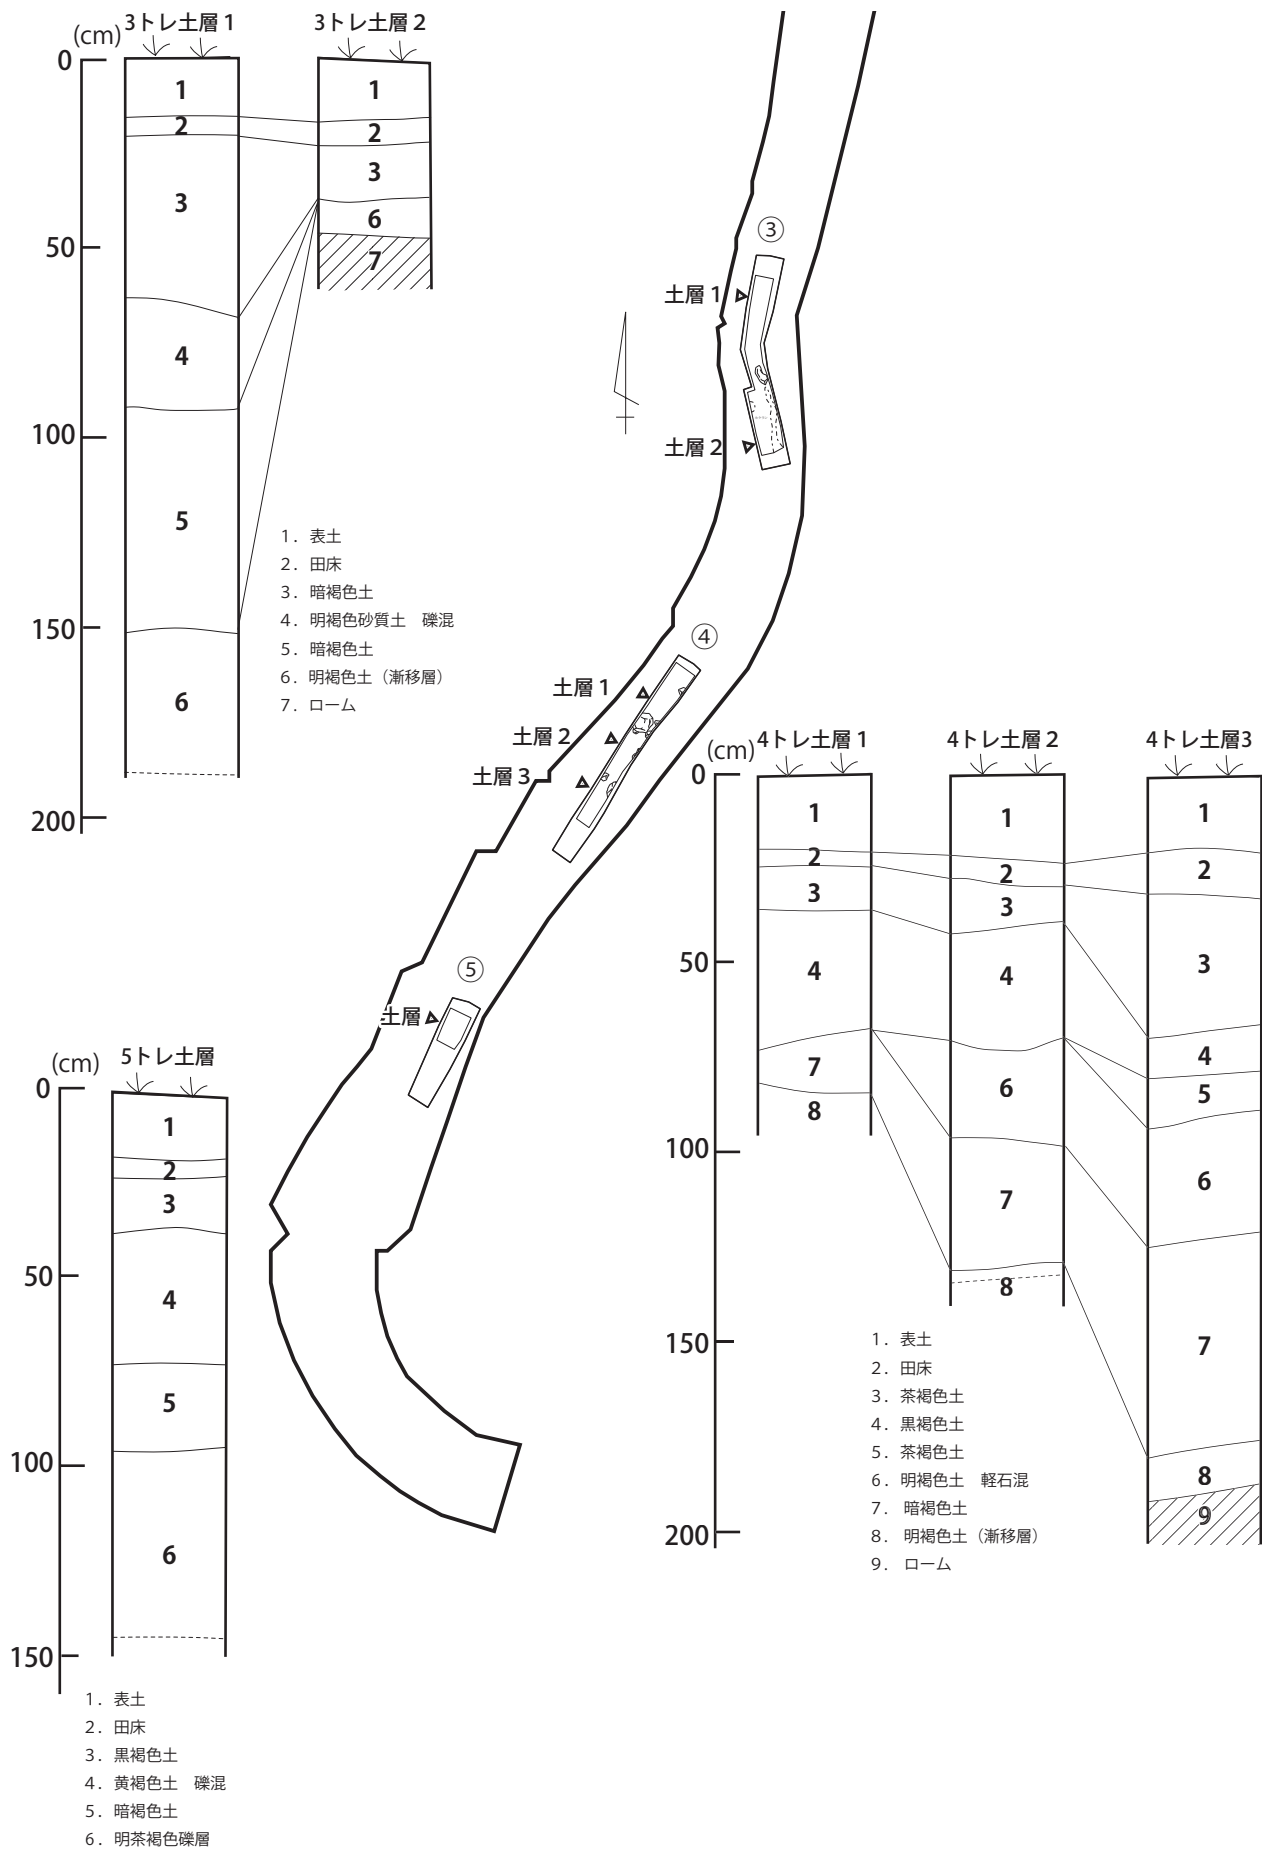 3トレ土層1
3トレ土層2
(cm)
0
50
100
150
200
1
2
3
4
5
6
1
2
3
6
7
1. 表土
2. 田床
3. 暗褐色土
4. 明褐色砂質土　礫混
5. 暗褐色土
6. 明褐色土（漸移層）
7. ローム
③
土層1
土層2
④
土層1
土層2
土層3
⑤
土層
(cm)
4トレ土層1
4トレ土層2
4トレ土層3
0
50
100
150
200
1
2
3
4
7
8
1
2
3
4
6
7
8
1
2
3
4
5
6
7
8
9
1. 表土
2. 田床
3. 茶褐色土
4. 黒褐色土
5. 茶褐色土
6. 明褐色土　軽石混
7. 暗褐色土
8. 明褐色土（漸移層）
9. ローム
(cm)
5トレ土層
0
50
100
150
1
2
3
4
5
6
1. 表土
2. 田床
3. 黒褐色土
4. 黄褐色土　礫混
5. 暗褐色土
6. 明茶褐色礫層